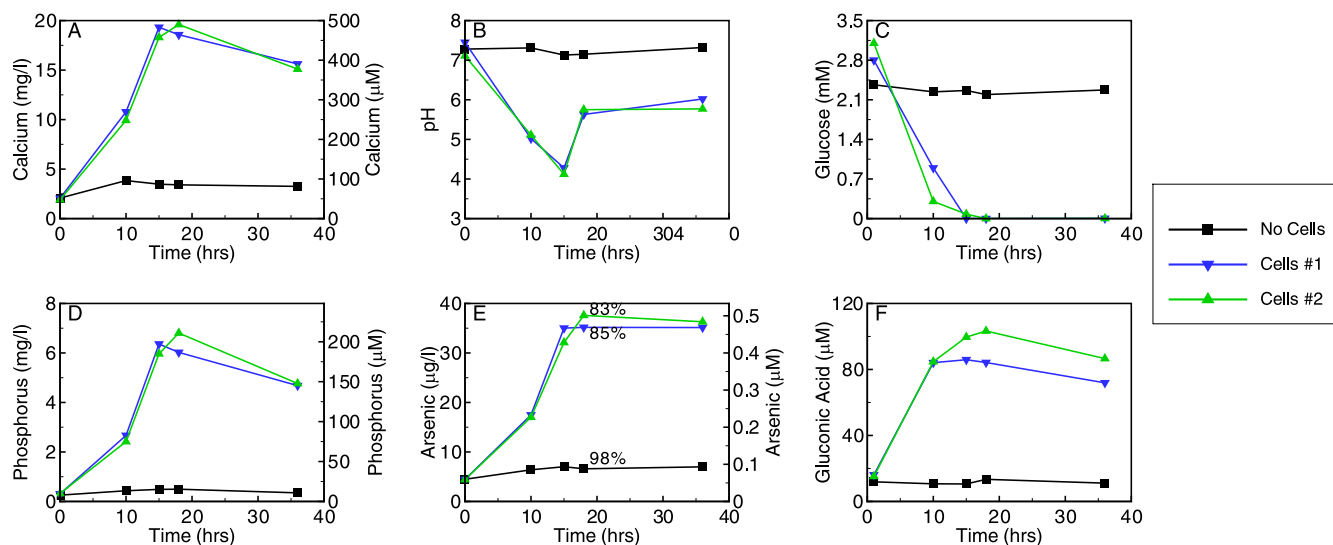 A
Calcium (mg/l)
20
15
10
5
0
500
400
300
200
100
0
Calcium (µM)
0 10 20 30 40
Time (hrs)
B
pH
8
7
6
5
4
3
0 10 20 304 0
Time (hrs)
C
Glucose (mM)
3.5
2.8
2.1
1.4
0.7
0
0 10 20 30 40
Time (hrs)
No Cells
Cells #1
Cells #2
D
Phosphorus (mg/l)
8
6
4
2
0
200
150
100
50
0
Phosphorus (µM)
0 10 20 30 40
Time (hrs)
E
Arsenic (µg/l)
40
35
30
25
20
15
10
5
0
83%
85%
98%
0.5
0.4
0.3
0.2
0.1
0.0
Arsenic (µM)
0 10 20 30 40
Time (hrs)
F
Gluconic Acid (µM)
120
80
40
0
0 10 20 30 40
Time (hrs)